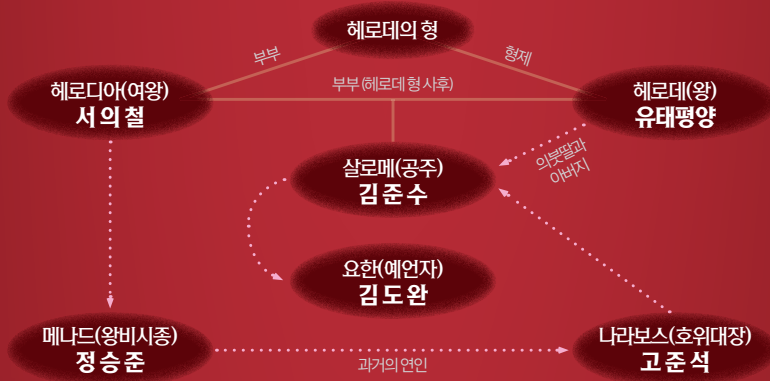 헤로데의 형
부부
형제
헤로디아(여왕)
서의철
부부 (헤로데 형 사후)
헤로데(왕)
유태평양
의붓딸과
아버지
살로메(공주)
김준수
요한(예언자)
김도완
메나드(왕비시종)
정승준
과거의 연인
나라보스(호위대장)
고준석